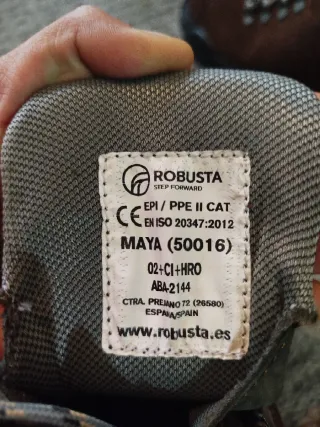 ROBUSTA
STEP FORWARD
CE EPI / PPE II CAT
EN ISO 20347:2012
MAYA (50016)
02+CI+HRO
ABA-2144
CTRA. PREJANO 72 (26580)
ESPAÑA/SPAIN
www.robusta.es